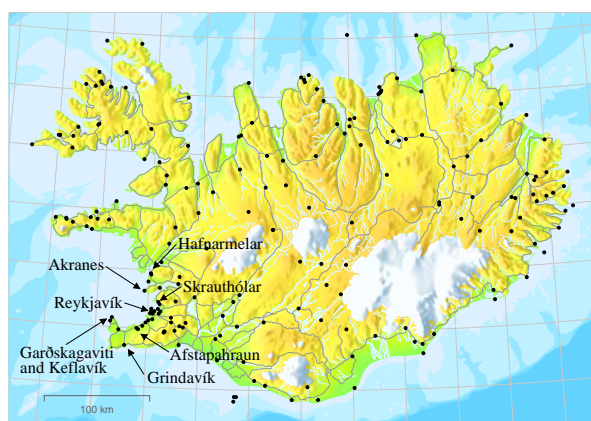 Hafnarmelar
Akranes
Skrauthólar
Reykjavík
Garðskagaviti
and Keflavík
Afstapahraun
Grindavík
100 km